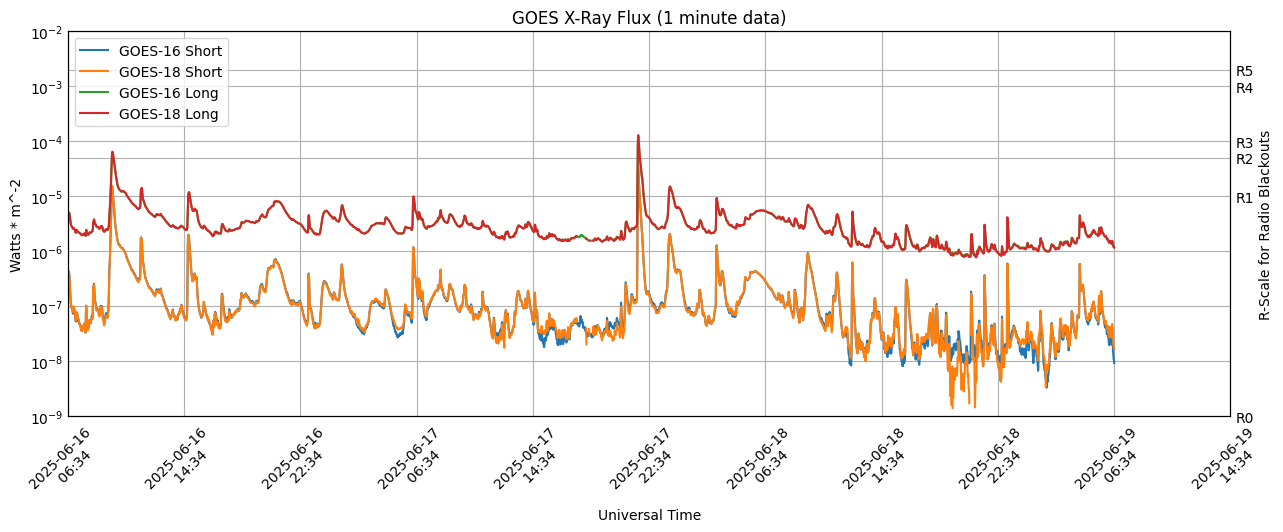 GOES X-Ray Flux (1 minute data)
GOES-16 Short
GOES-18 Short
GOES-16 Long
GOES-18 Long
10^-2
10^-3
10^-4
10^-5
10^-6
10^-7
10^-8
10^-9
Watts * m^-2
R5
R4
R3
R2
R1
R0
R-Scale for Radio Blackouts
2025-06-16
06:34
2025-06-16
14:34
2025-06-16
22:34
2025-06-17
06:34
2025-06-17
14:34
2025-06-17
22:34
2025-06-18
06:34
2025-06-18
14:34
2025-06-18
22:34
2025-06-19
06:34
2025-06-19
14:34
Universal Time